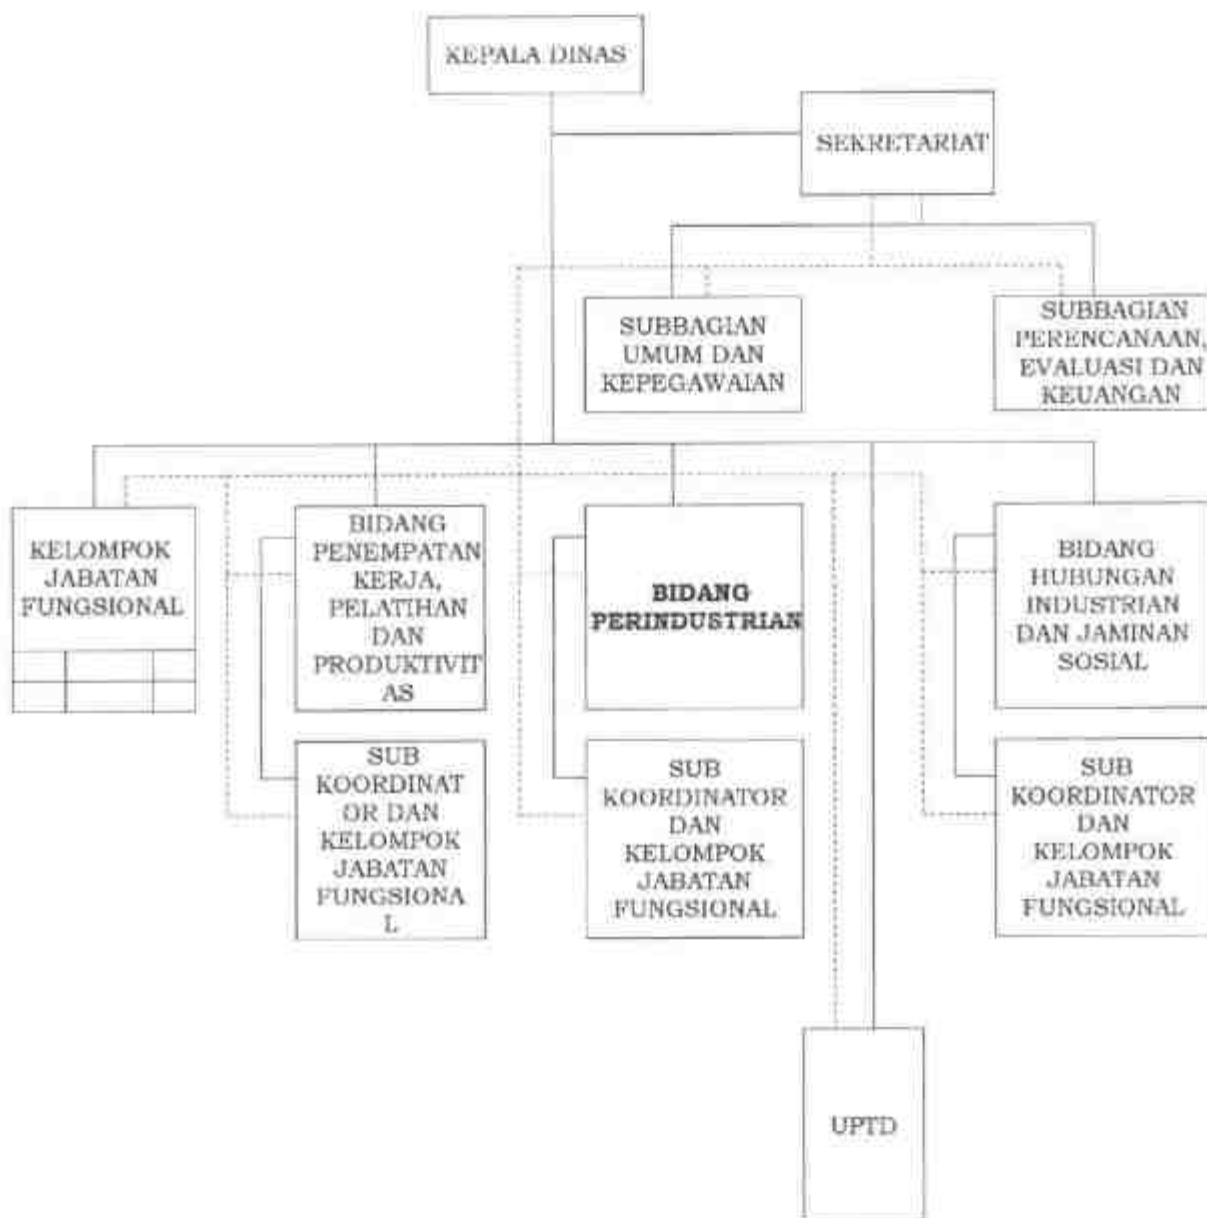 KEPALA DINAS
SEKRETARIAT
SUBBAGIAN
UMUM DAN
KEPEGAWAIAN
SUBBAGIAN
PERENCANAAN,
EVALUASI DAN
KEUANGAN
KELOMPOK
JABATAN
FUNGSIONAL
BIDANG
PENEMPATAN
KERJA,
PELATIHAN
DAN
PRODUKTIVIT
AS
BIDANG
PERINDUSTRIAN
BIDANG
HUBUNGAN
INDUSTRIAN
DAN JAMINAN
SOSIAL
SUB
KOORDINAT
OR DAN
KELOMPOK
JABATAN
FUNGSIONA
L
SUB
KOORDINATOR
DAN
KELOMPOK
JABATAN
FUNGSIONAL
SUB
KOORDINATOR
DAN
KELOMPOK
JABATAN
FUNGSIONAL
UPTD